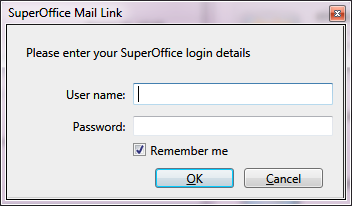 SuperOffice Mail Link
Please enter your SuperOffice login details
User name:
Password:
Remember me
OK Cancel